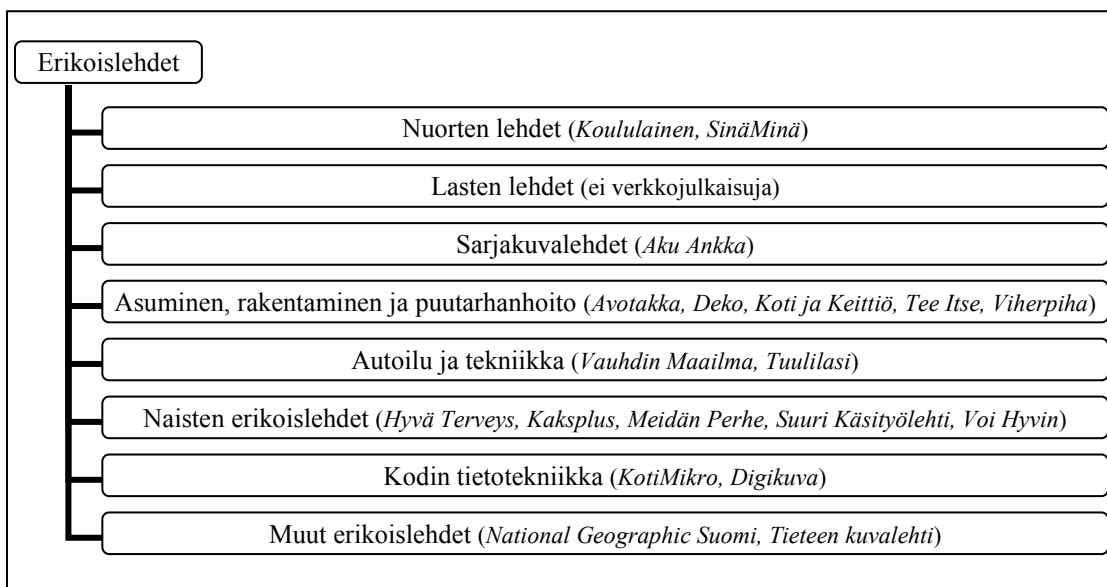 Erikoislehdet
Nuorten lehdet (Koululainen, SinäMinä)
Lasten lehdet (ei verkkojulkaisuja)
Sarjakuvalehdet (Aku Ankka)
Asuminen, rakentaminen ja puutarhanhoito (Avotakka, Deko, Koti ja Keittiö, Tee Itse, Viherpiha)
Autoilu ja tekniikka (Vauhdin Maailma, Tuulilasi)
Naisten erikoislehdet (Hyvä Terveys, Kaksplus, Meidän Perhe, Suuri Käsityölehti, Voi Hyvin)
Kodin tietotekniikka (KotiMikro, Digikuva)
Muut erikoislehdet (National Geographic Suomi, Tieteen kuvalehti)